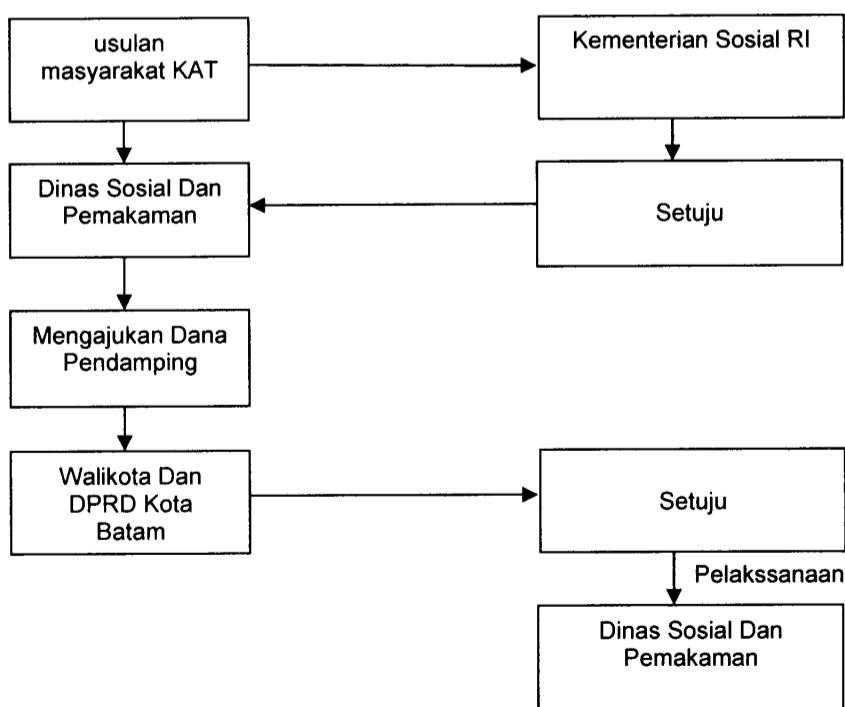 usulan
masyarakat KAT
Kementerian Sosial RI
Dinas Sosial Dan
Pemakaman
Setuju
Mengajukan Dana
Pendamping
Walikota Dan
DPRD Kota
Batam
Setuju
Pelakssanaan
Dinas Sosial Dan
Pemakaman